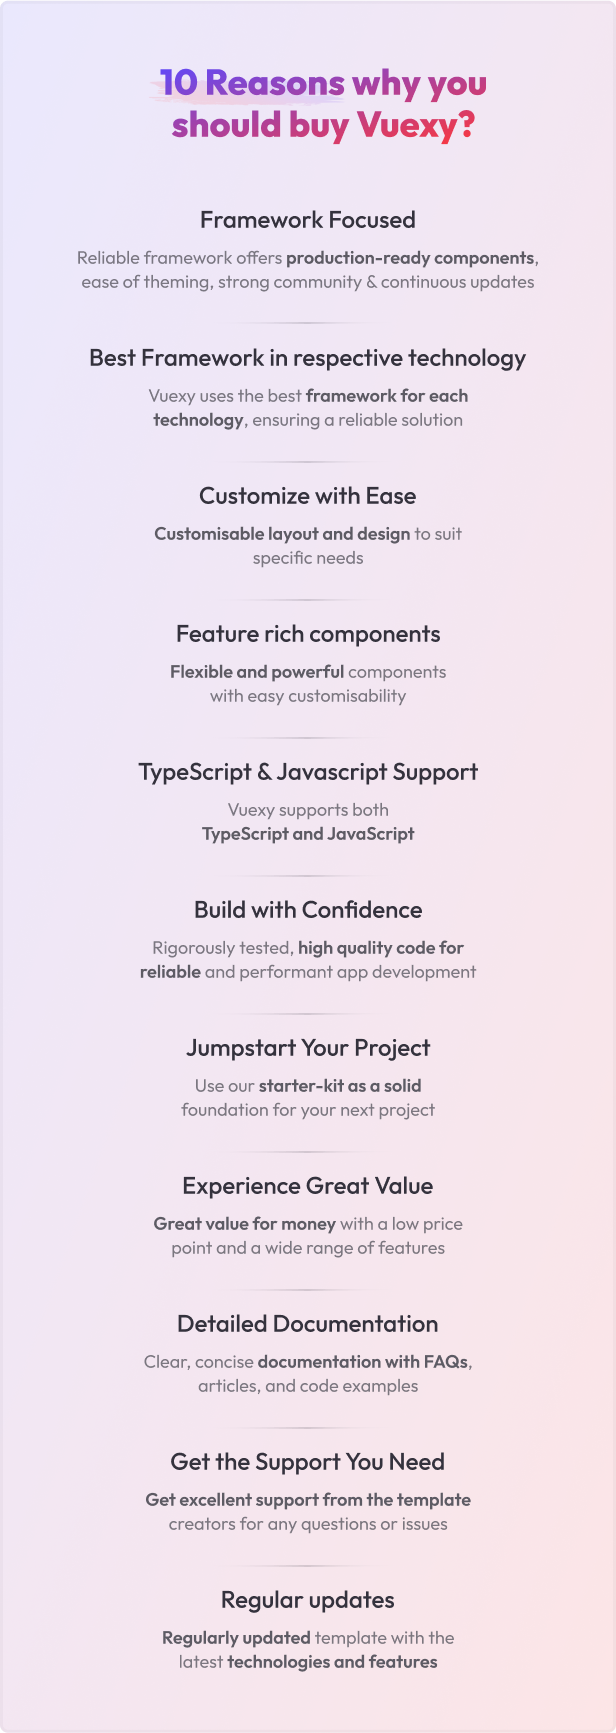 10 Reasons why you
should buy Vuexy?
Framework Focused
Reliable framework offers production-ready components,
ease of theming, strong community & continuous updates
Best Framework in respective technology
Vuexy uses the best framework for each
technology, ensuring a reliable solution
Customize with Ease
Customisable layout and design to suit
specific needs
Feature rich components
Flexible and powerful components
with easy customisability
TypeScript & Javascript Support
Vuexy supports both
TypeScript and JavaScript
Build with Confidence
Rigorously tested, high quality code for
reliable and performant app development
Jumpstart Your Project
Use our starter-kit as a solid
foundation for your next project
Experience Great Value
Great value for money with a low price
point and a wide range of features
Detailed Documentation
Clear, concise documentation with FAQs,
articles, and code examples
Get the Support You Need
Get excellent support from the template
creators for any questions or issues
Regular updates
Regularly updated template with the
latest technologies and features